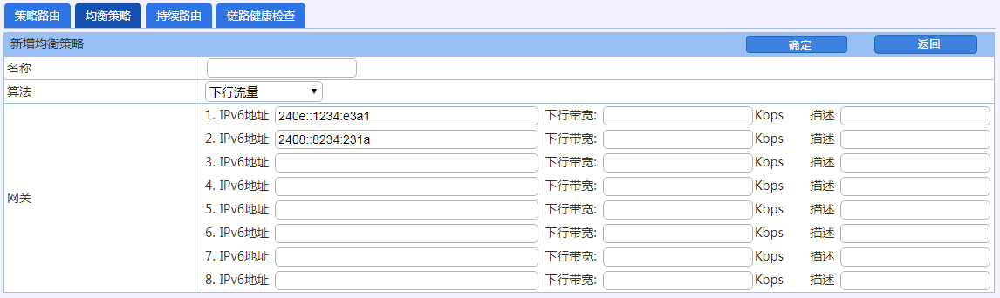 策略路由 均衡策略 持续路由 链路健康检查
新增均衡策略 确定 返回
名称
算法 下行流量
网关
1. IPv6地址 240e::1234:e3a1 下行带宽: Kbps 描述
2. IPv6地址 2408::8234:231a 下行带宽: Kbps 描述
3. IPv6地址 下行带宽: Kbps 描述
4. IPv6地址 下行带宽: Kbps 描述
5. IPv6地址 下行带宽: Kbps 描述
6. IPv6地址 下行带宽: Kbps 描述
7. IPv6地址 下行带宽: Kbps 描述
8. IPv6地址 下行带宽: Kbps 描述